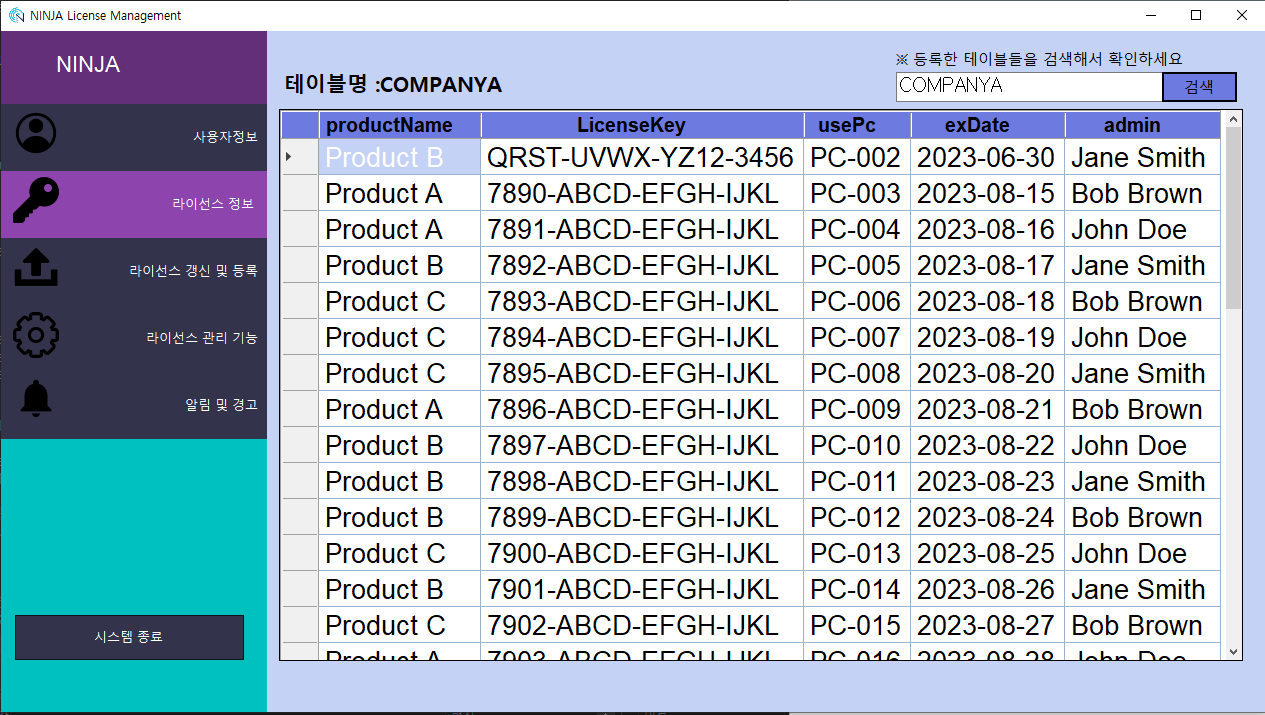 NINJA License Management
NINJA
사용자정보
라이선스 정보
라이선스 갱신 및 등록
라이선스 관리 기능
알림 및 경고
시스템 종료
※ 등록한 테이블들을 검색해서 확인하세요
테이블명 :COMPANYA
COMPANYA 검색
productName LicenseKey usePc exDate admin
Product B QRST-UVWX-YZ12-3456 PC-002 2023-06-30 Jane Smith
Product A 7890-ABCD-EFGH-IJKL PC-003 2023-08-15 Bob Brown
Product A 7891-ABCD-EFGH-IJKL PC-004 2023-08-16 John Doe
Product B 7892-ABCD-EFGH-IJKL PC-005 2023-08-17 Jane Smith
Product C 7893-ABCD-EFGH-IJKL PC-006 2023-08-18 Bob Brown
Product C 7894-ABCD-EFGH-IJKL PC-007 2023-08-19 John Doe
Product C 7895-ABCD-EFGH-IJKL PC-008 2023-08-20 Jane Smith
Product A 7896-ABCD-EFGH-IJKL PC-009 2023-08-21 Bob Brown
Product B 7897-ABCD-EFGH-IJKL PC-010 2023-08-22 John Doe
Product B 7898-ABCD-EFGH-IJKL PC-011 2023-08-23 Jane Smith
Product B 7899-ABCD-EFGH-IJKL PC-012 2023-08-24 Bob Brown
Product C 7900-ABCD-EFGH-IJKL PC-013 2023-08-25 John Doe
Product B 7901-ABCD-EFGH-IJKL PC-014 2023-08-26 Jane Smith
Product C 7902-ABCD-EFGH-IJKL PC-015 2023-08-27 Bob Brown
Product A 7903-ABCD-EFGH-IJKL PC-016 2023-08-28 John Doe